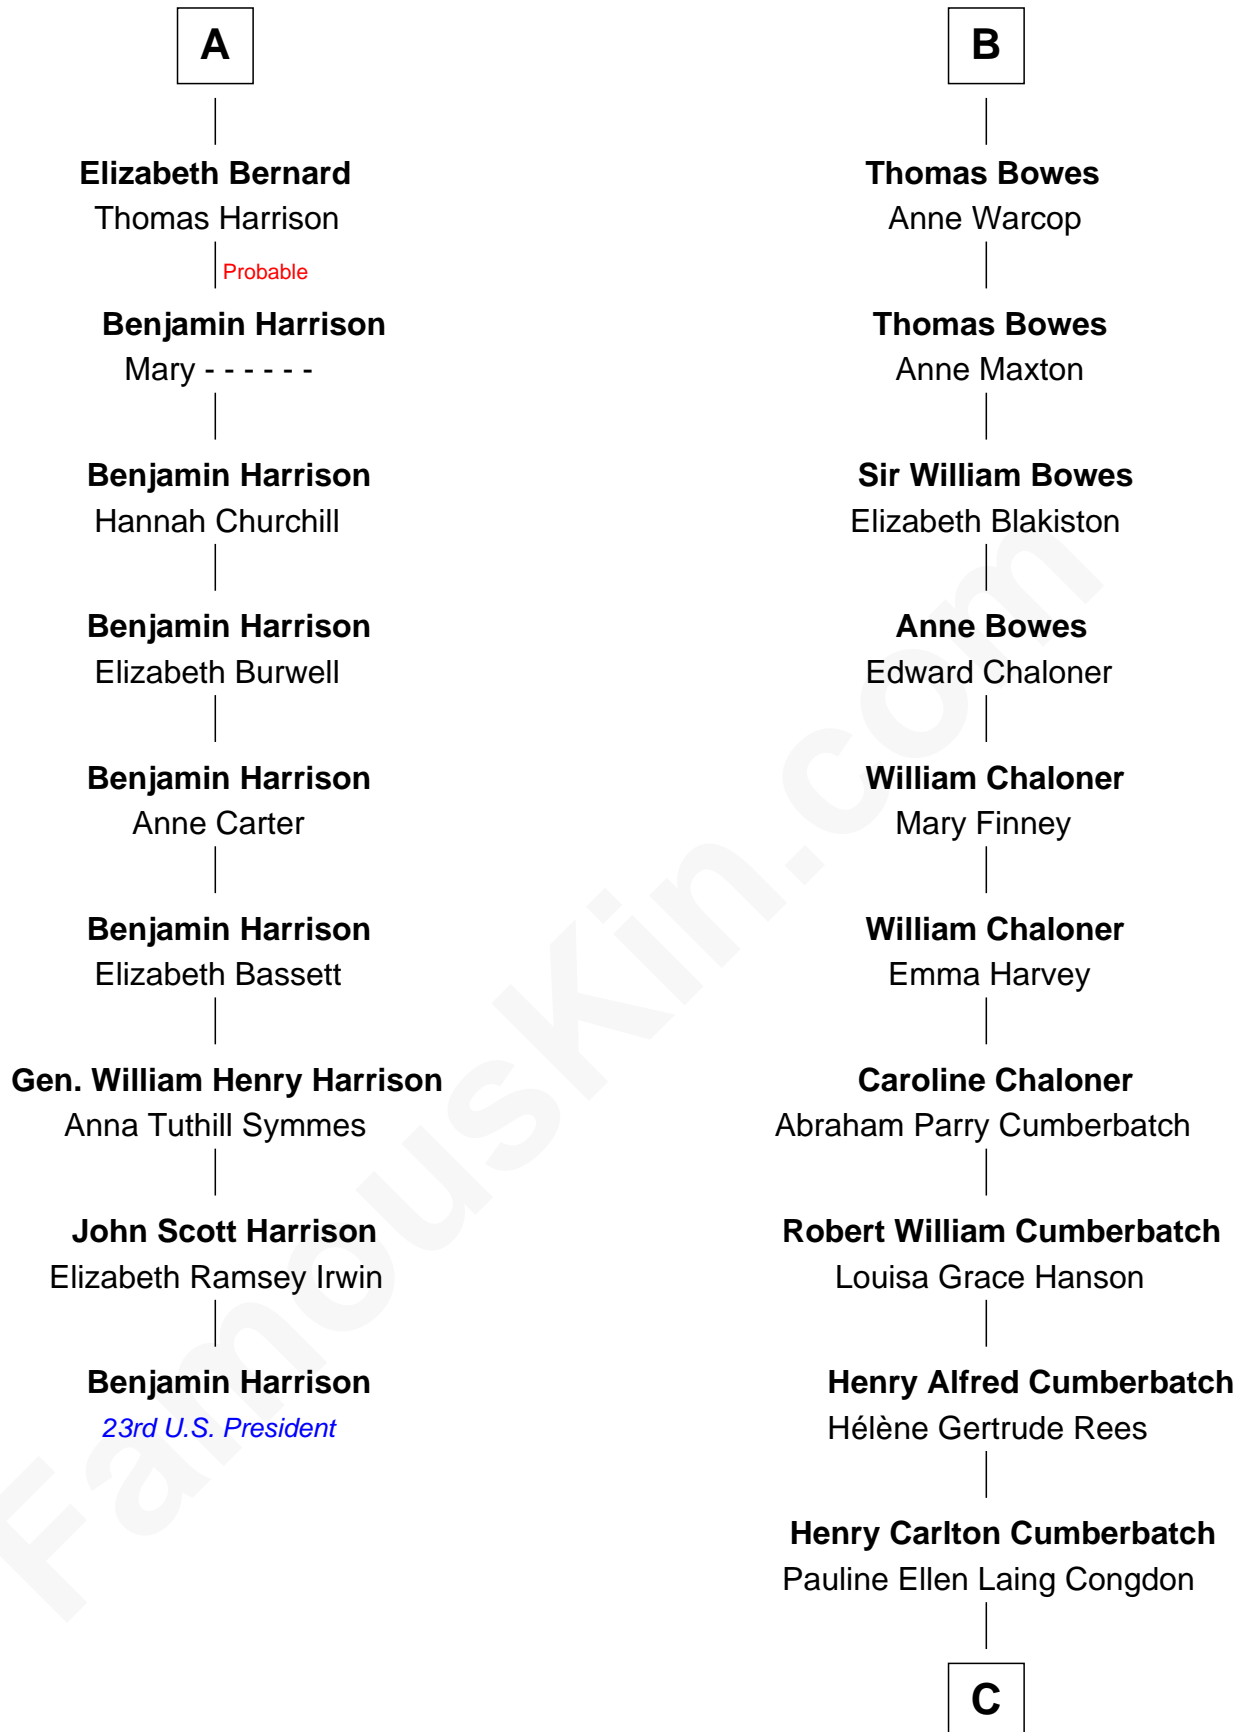 A
Elizabeth Bernard
Thomas Harrison
Probable
Benjamin Harrison
Mary - - - - - -
Benjamin Harrison
Hannah Churchill
Benjamin Harrison
Elizabeth Burwell
Benjamin Harrison
Anne Carter
Benjamin Harrison
Elizabeth Bassett
Gen. William Henry Harrison
Anna Tuthill Symmes
John Scott Harrison
Elizabeth Ramsey Irwin
Benjamin Harrison
23rd U.S. President
B
Thomas Bowes
Anne Warcop
Thomas Bowes
Anne Maxton
Sir William Bowes
Elizabeth Blakiston
Anne Bowes
Edward Chaloner
William Chaloner
Mary Finney
William Chaloner
Emma Harvey
Caroline Chaloner
Abraham Parry Cumberbatch
Robert William Cumberbatch
Louisa Grace Hanson
Henry Alfred Cumberbatch
Hélène Gertrude Rees
Henry Carlton Cumberbatch
Pauline Ellen Laing Congdon
C
FamousKin.com